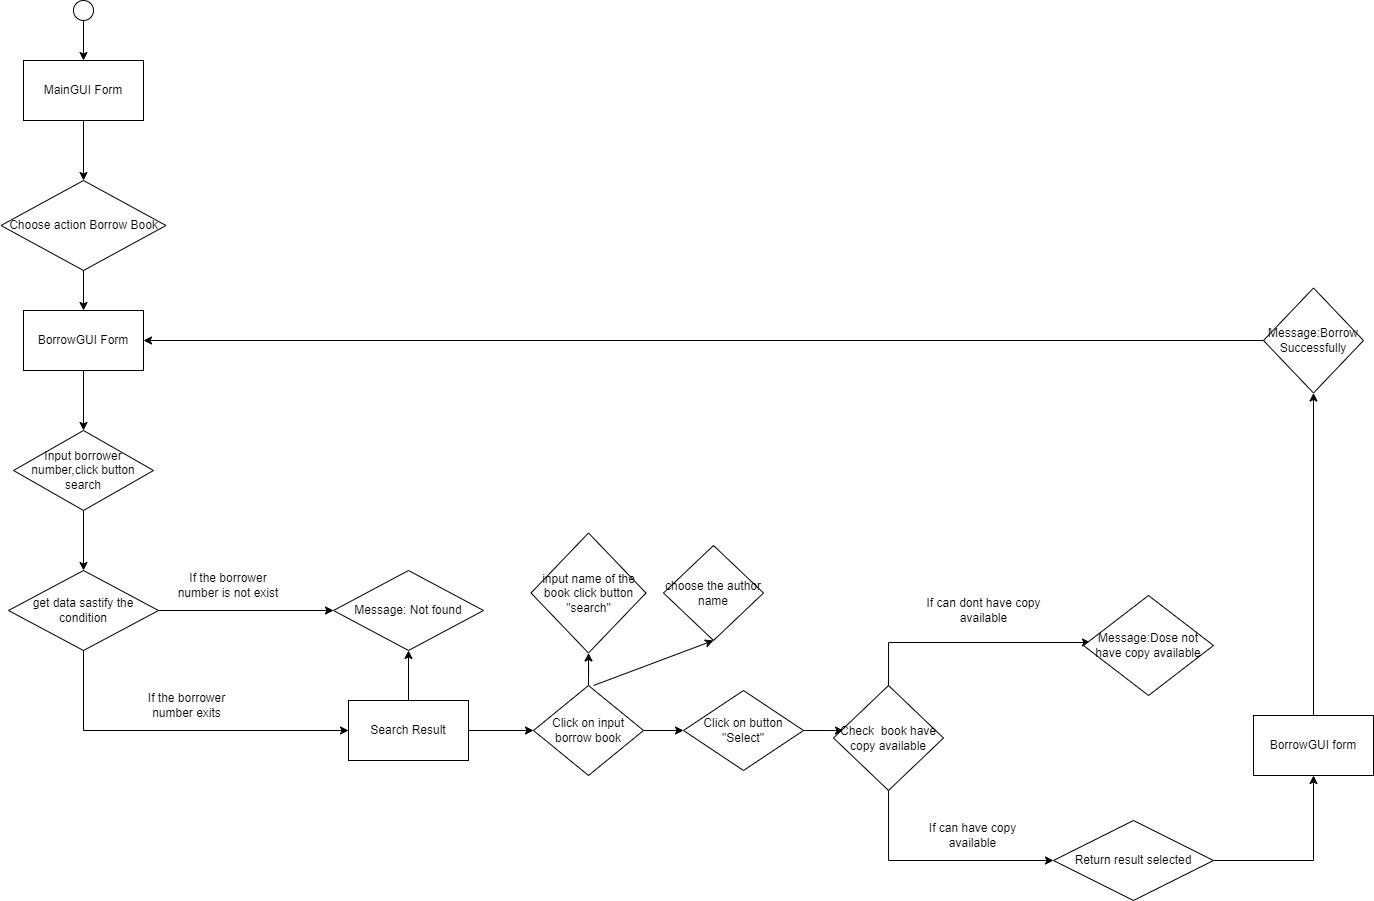 MainGUI Form
Choose action Borrow Book
BorrowGUI Form
Message:Borrow
Successfully
Input borrower
number,click button
search
If the borrower
number is not exist
get data sastify the
condition
Message: Not found
input name of the
book click button
"search"
choose the author
name
If can dont have copy
available
Message:Dose not
have copy available
If the borrower
number exits
Search Result
Click on input
borrow book
Click on button
"Select"
Check  book have
copy available
BorrowGUI form
If can have copy
available
Return result selected